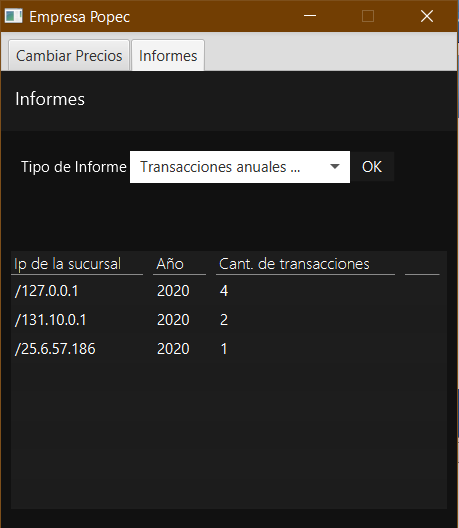 Empresa Popec
Cambiar Precios Informes
Informes
Tipo de Informe Transacciones anuales ... OK
Ip de la sucursal Año Cant. de transacciones
/127.0.0.1 2020 4
/131.10.0.1 2020 2
/25.6.57.186 2020 1